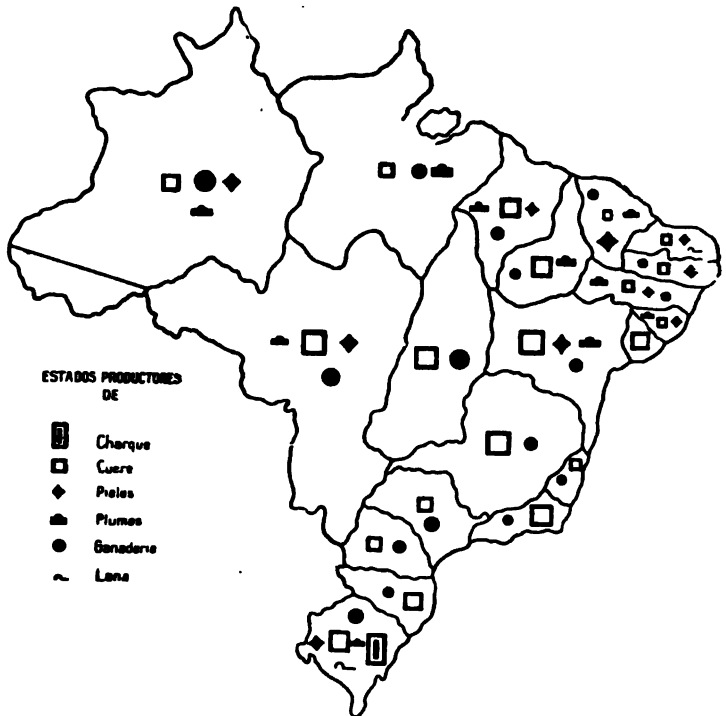 ESTADOS PRODUCTORES
DE
Charque
Cuero
Pieles
Plumas
Ganaderia
Lana